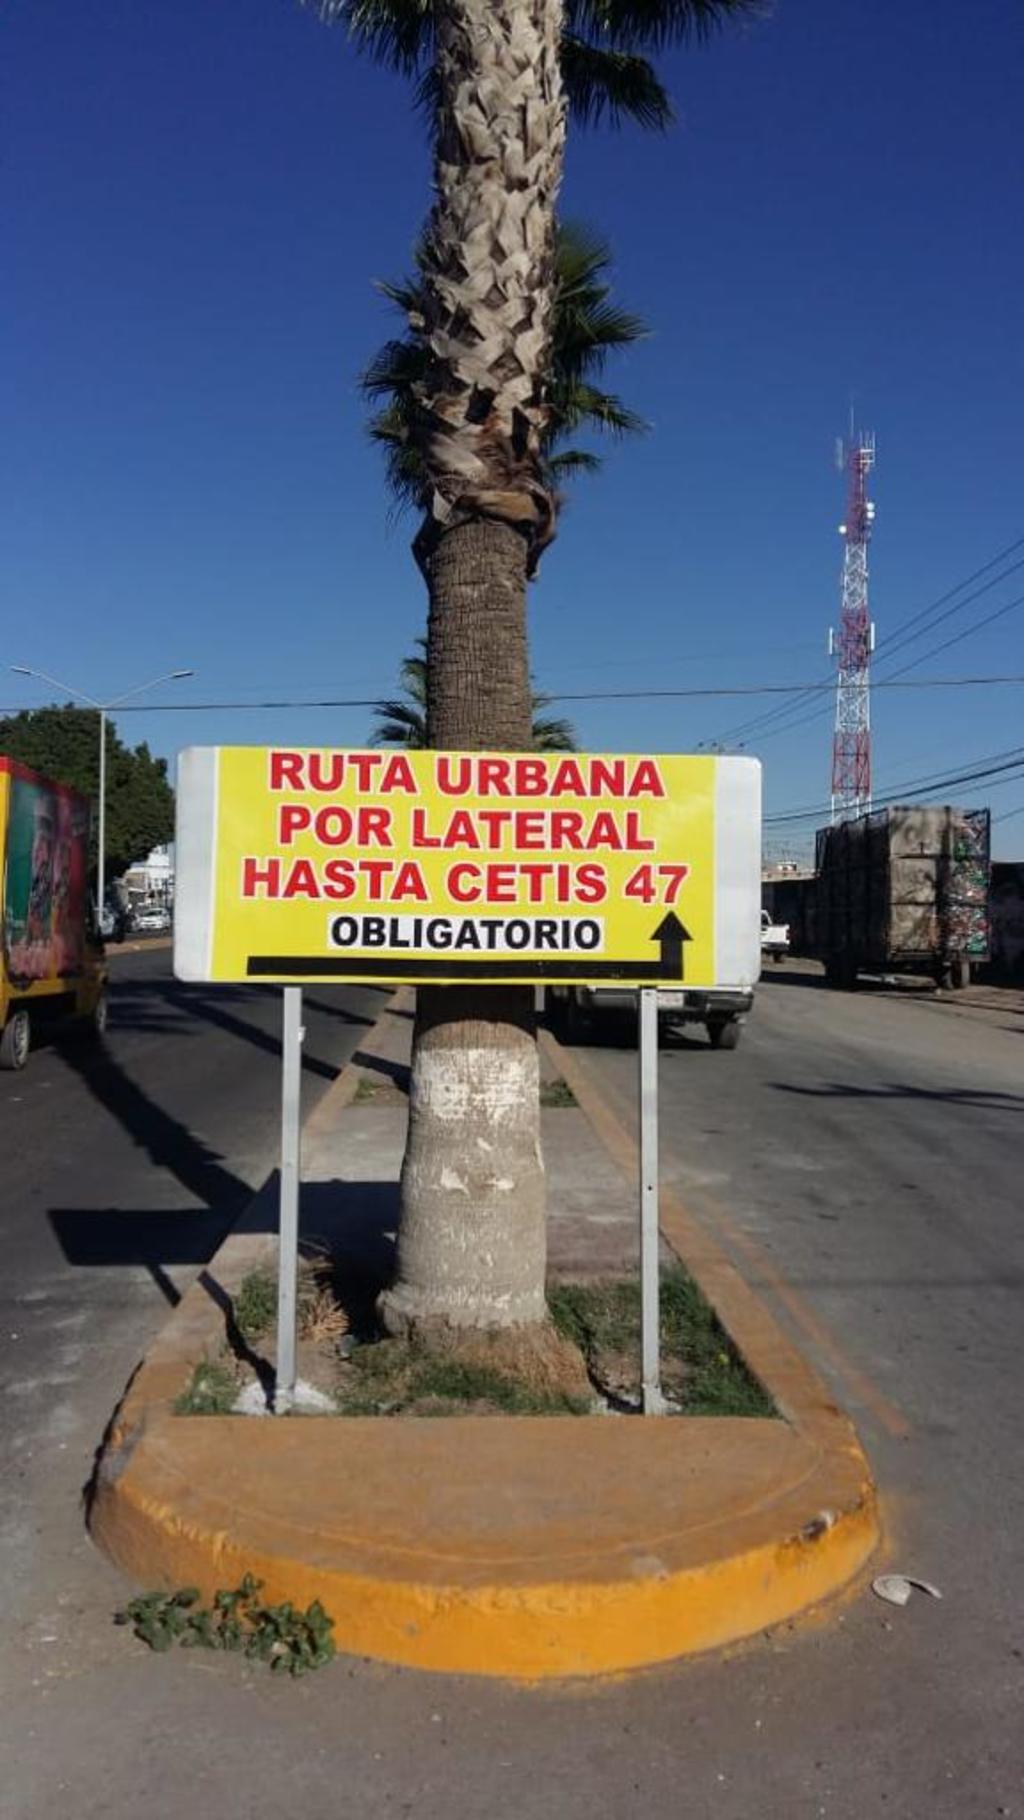 RUTA URBANA
POR LATERAL
HASTA CETIS 47
OBLIGATORIO